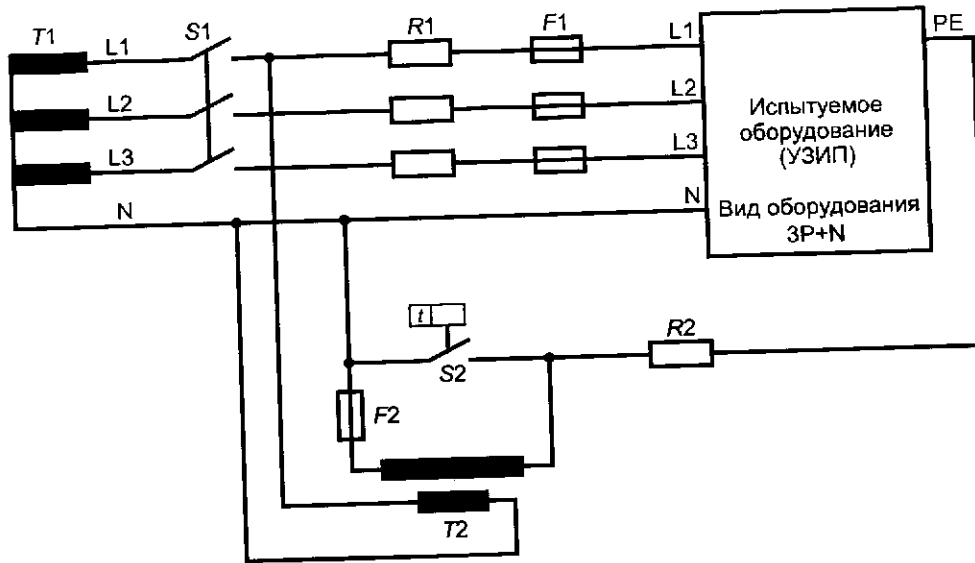 T1
L1
S1
R1
F1
L1
PE
L2
L2
L3
L3
N
N
Испытуемое
оборудование
(УЗИП)
Вид оборудования
3P+N
t
S2
R2
F2
T2